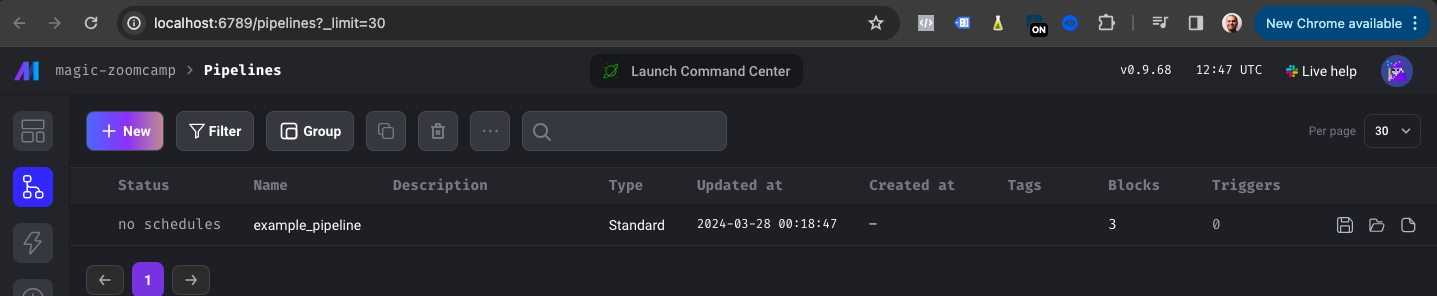 localhost:6789/pipelines?_limit=30
ON
New Chrome available
magic-zoomcamp > Pipelines
Launch Command Center
v0.9.68
12:47 UTC
Live help
+ New
Filter
Group
Per page 30
Status Name Description Type Updated at Created at Tags Blocks Triggers
no schedules example_pipeline Standard 2024-03-28 00:18:47 — 3 0
1